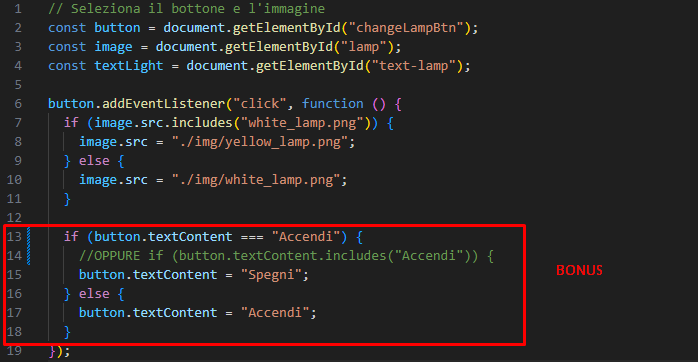 1 // Seleziona il bottone e l'immagine
2 const button = document.getElementById("changeLampBtn");
3 const image = document.getElementById("lamp");
4 const textLight = document.getElementById("text-lamp");
5
6 button.addEventListener("click", function () {
7   if (image.src.includes("white_lamp.png")) {
8     image.src = "./img/yellow_lamp.png";
9   } else {
10     image.src = "./img/white_lamp.png";
11   }
12
13   if (button.textContent === "Accendi") {
14     //OPPURE if (button.textContent.includes("Accendi")) {
15     button.textContent = "Spegni";
BONUS
16   } else {
17     button.textContent = "Accendi";
18   }
19 });